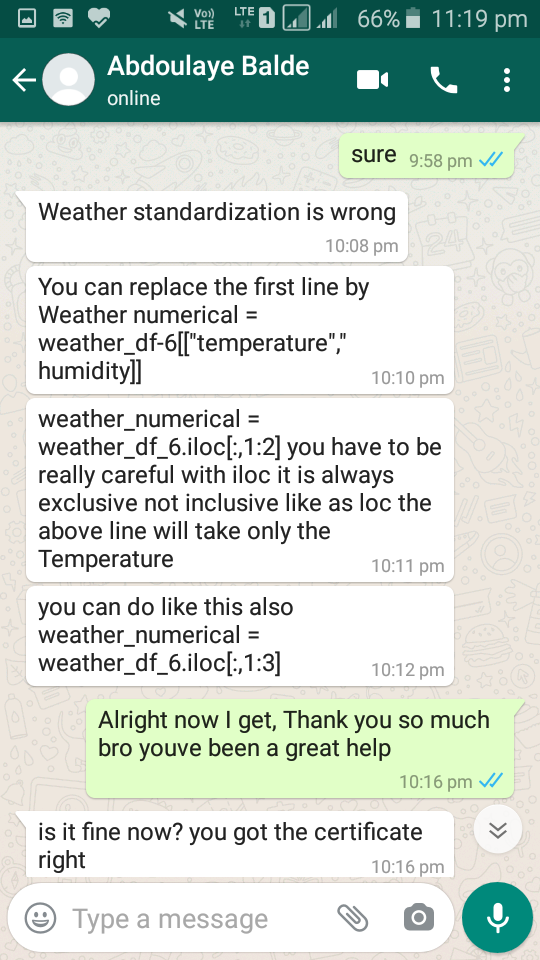 Vo))
LTE
LTE
1
66%
11:19 pm
Abdoulaye Balde
online
sure
9:58 pm
Weather standardization is wrong
10:08 pm
You can replace the first line by
Weather numerical =
weather_df-6[["temperature","
humidity]]
10:10 pm
weather_numerical =
weather_df_6.iloc[:,1:2] you have to be
really careful with iloc it is always
exclusive not inclusive like as loc the
above line will take only the
Temperature
10:11 pm
you can do like this also
weather_numerical =
weather_df_6.iloc[:,1:3]
10:12 pm
Alright now I get, Thank you so much
bro youve been a great help
10:16 pm
is it fine now? you got the certificate
right
10:16 pm
Type a message